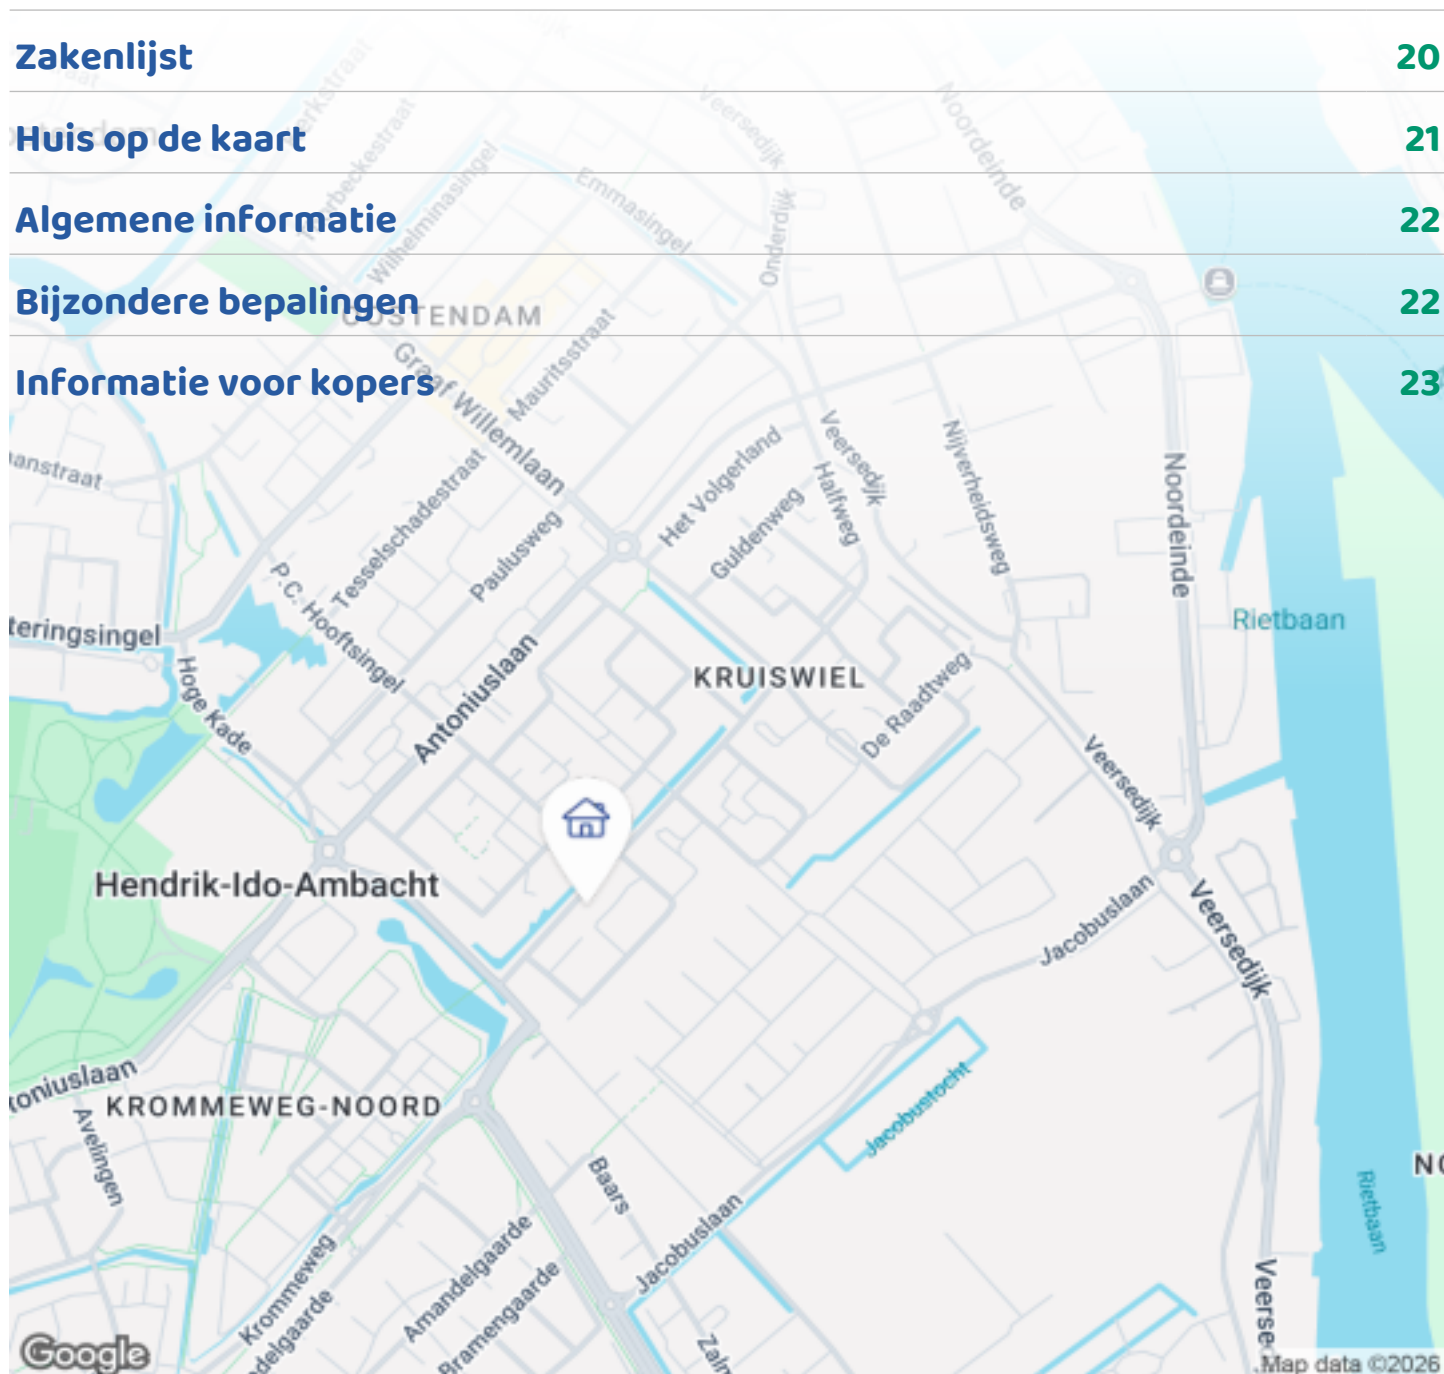 Zakenlijst 20
Huis op de kaart 21
Algemene informatie 22
Bijzondere bepalingen 22
Informatie voor kopers 23
Veersedijk
Noordeinde
Wilhelminasingel
Emmasingel
Onderdijk
OOSTENDAM
Mauritsstraat
Graaf Willemlaan
Veersedijk
Halfweg
Nijverheidsweg
Noordeinde
Het Volgerland
Guldenweg
Tesselschadestraat
Paulusweg
P.C. Hooftsingel
Rietbaan
Hoge Kade
Antoniuslaan
KRUISWIEL
De Raadtweg
Veersedijk
Hendrik-Ido-Ambacht
Jacobuslaan
Veersedijk
Jacobustocht
KROMMEWEG-NOORD
Avelingen
Baars
Rietbaan
Jacobuslaan
Krommeweg
Amandelgaarde
Bramengaarde
Google
Map data ©2026